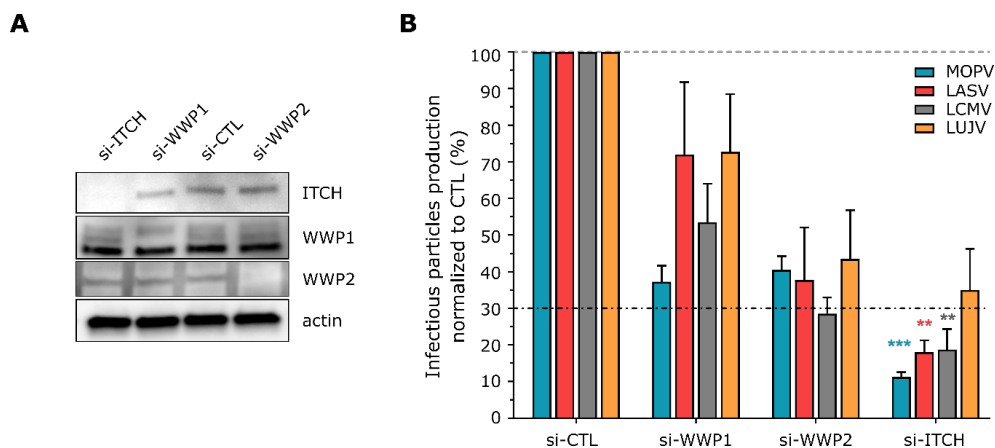 A
si-ITCH
si-WWP1
si-CTL
si-WWP2
ITCH
WWP1
WWP2
actin
B
Infectious particles production
normalized to CTL (%)
100
90
80
70
60
50
40
30
20
10
0
MOPV
LASV
LCMV
LUJV
***
**
**
si-CTL
si-WWP1
si-WWP2
si-ITCH